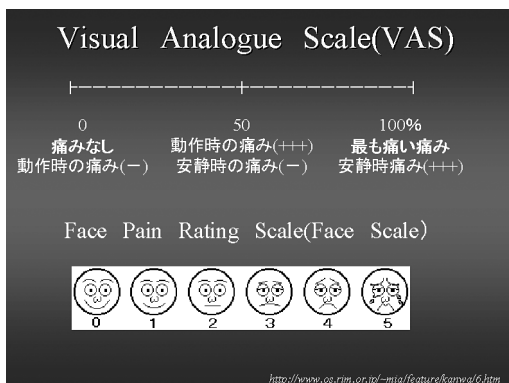 Visual Analogue Scale(VAS)
0 50 100%
痛みなし 動作時の痛み(+++) 最も痛い痛み
動作時の痛み(−) 安静時の痛み(−) 安静時痛み(+++)
Face Pain Rating Scale(Face Scale)
0 1 2 3 4 5
http://www.os.rim.or.jp/~mia/feature/kanwa/6.htm